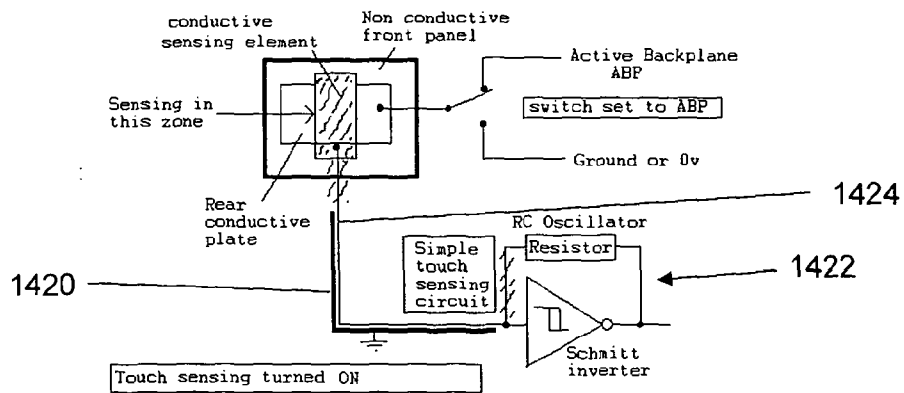 conductive
sensing element
Non conductive
front panel
Active Backplane
ABP
Sensing in
this zone
switch set to ABP
Ground or 0v
Rear
conductive
plate
1424
RC Oscillator
Resistor
Simple
touch
sensing
circuit
1420
1422
Schmitt
inverter
Touch sensing turned ON